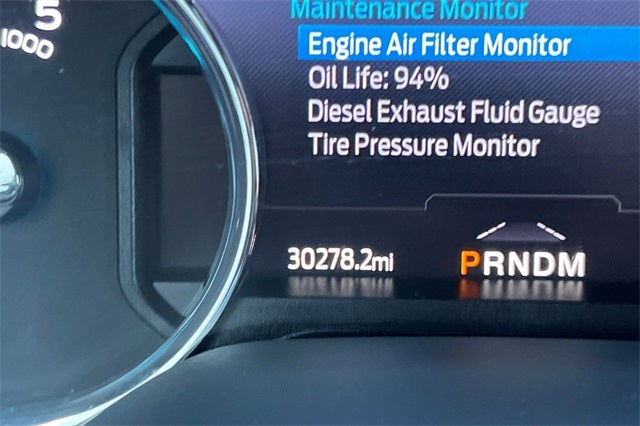 Maintenance Monitor
5
x1000
Engine Air Filter Monitor
Oil Life: 94%
Diesel Exhaust Fluid Gauge
Tire Pressure Monitor
30278.2mi
PRNDM